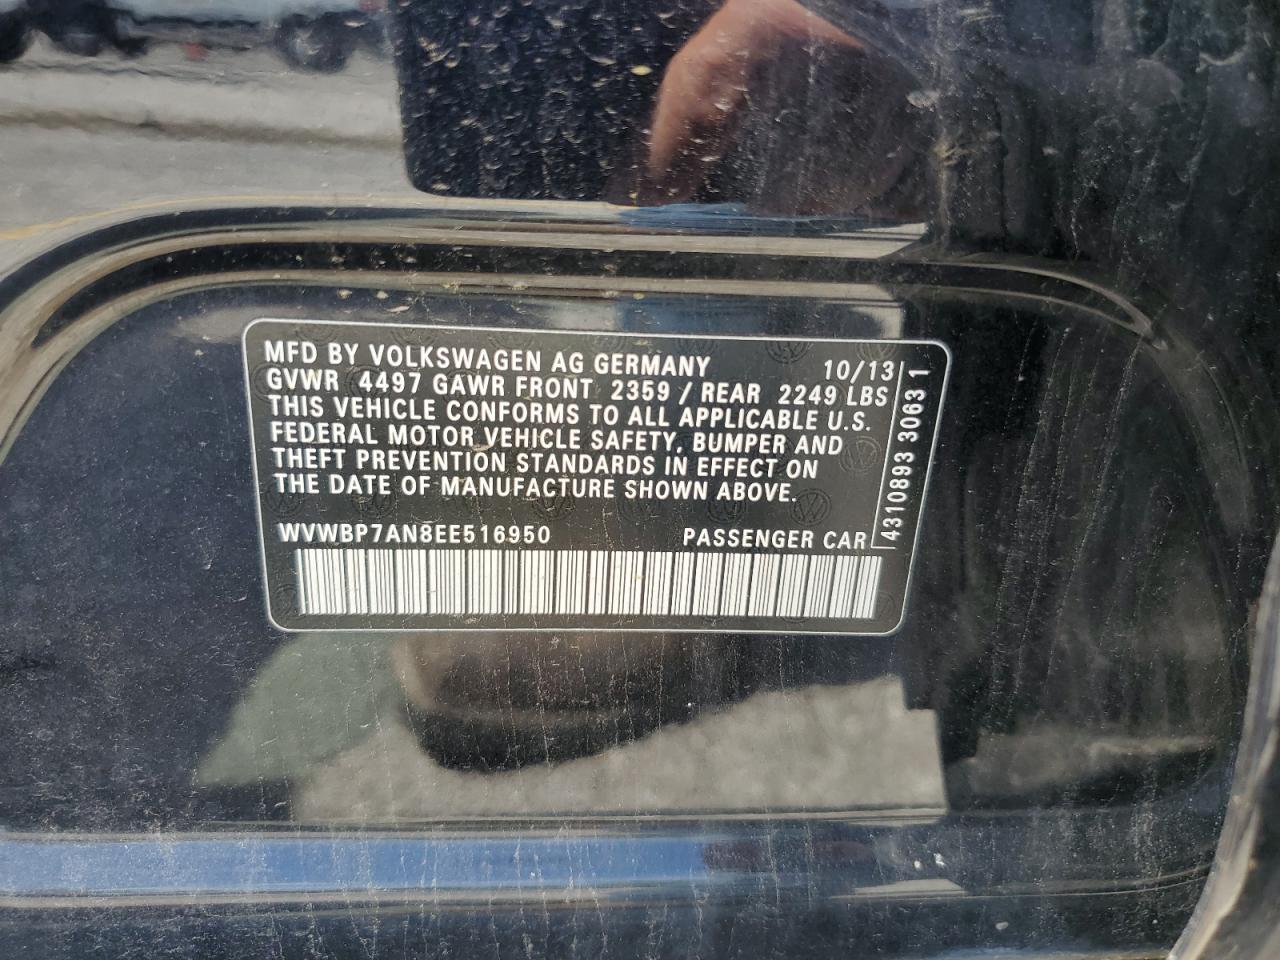 MFD BY VOLKSWAGEN AG GERMANY 10/13
GVWR 4497 GAWR FRONT 2359 / REAR 2249 LBS
THIS VEHICLE CONFORMS TO ALL APPLICABLE U.S.
FEDERAL MOTOR VEHICLE SAFETY, BUMPER AND
THEFT PREVENTION STANDARDS IN EFFECT ON
THE DATE OF MANUFACTURE SHOWN ABOVE.
WVWBP7AN8EE516950 PASSENGER CAR
4310893 3063 1